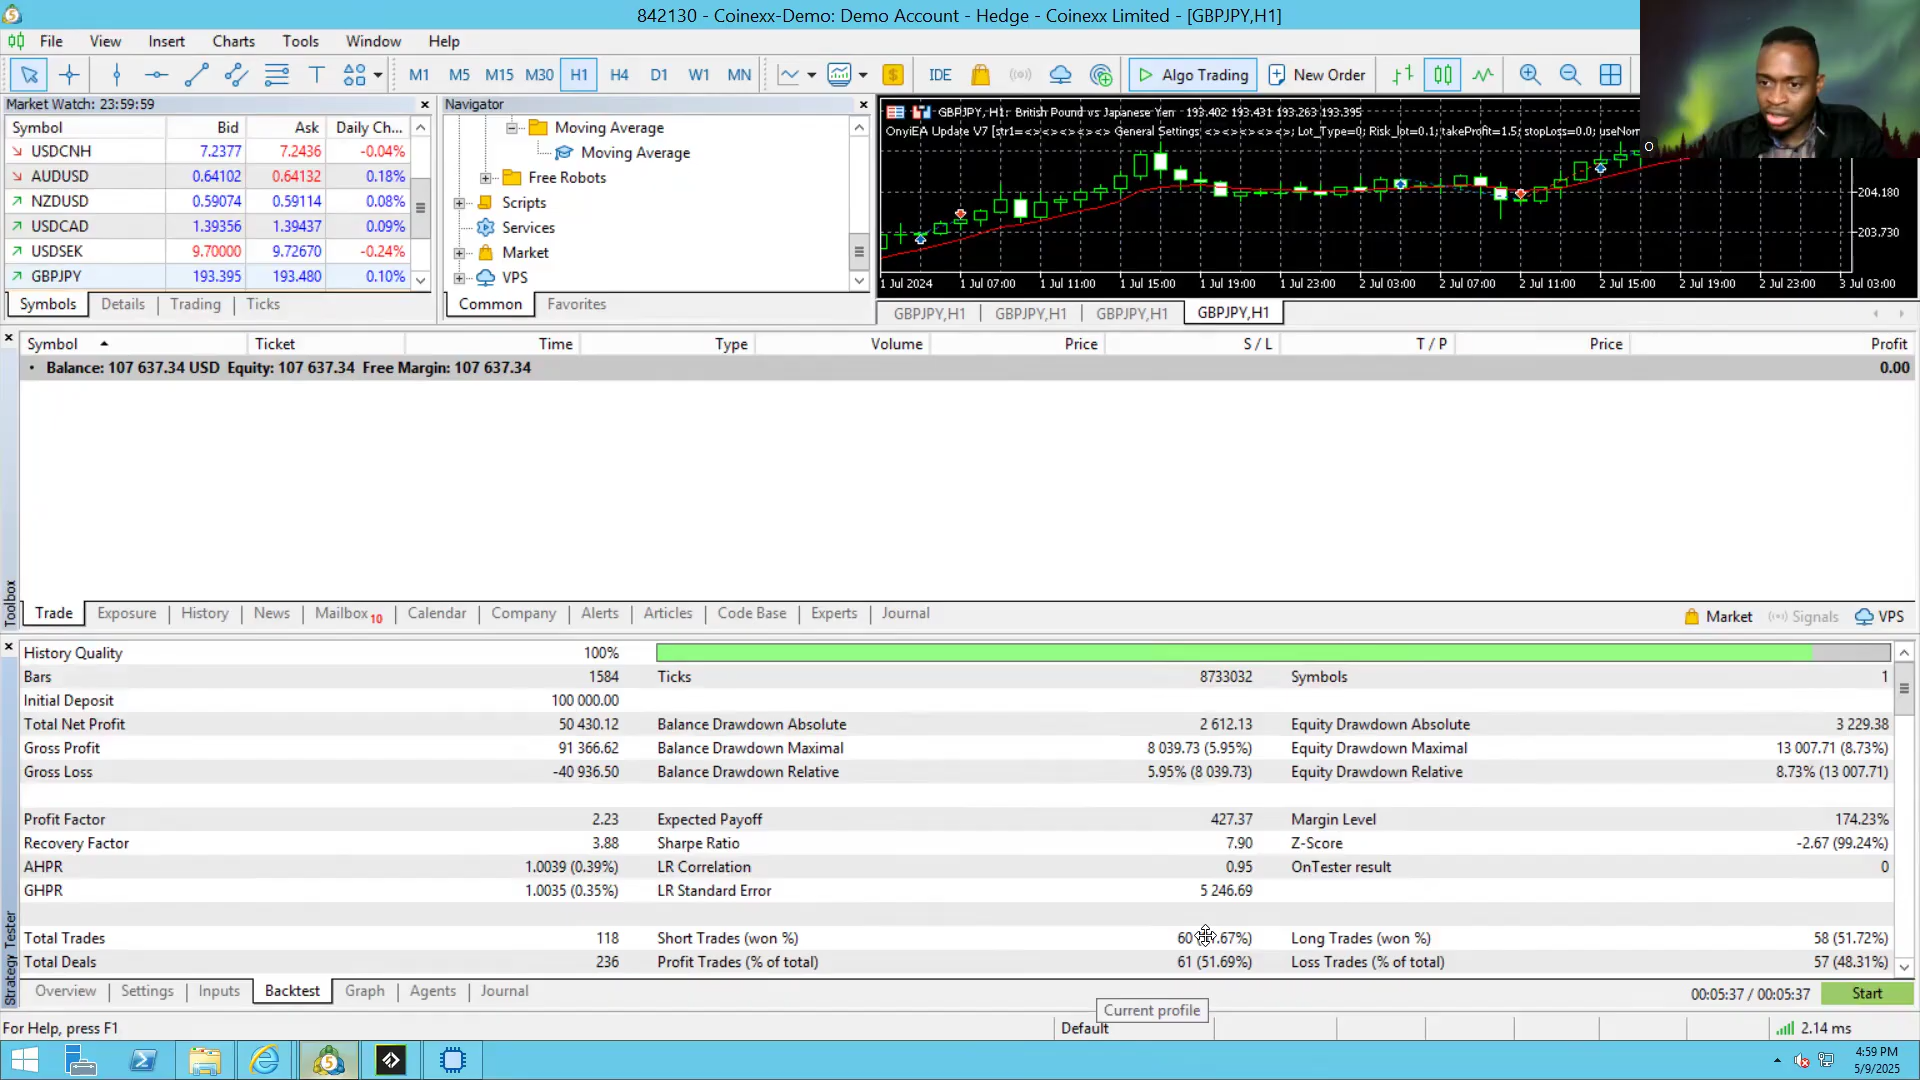 842130 - Coinexx-Demo: Demo Account - Hedge - Coinexx Limited - [GBPJPY,H1]
File View Insert Charts Tools Window Help
M1 M5 M15 M30 H1 H4 D1 W1 MN IDE Algo Trading New Order
Market Watch: 23:59:59
Symbol Bid Ask Daily Ch...
USDCNH 7.2377 7.2436 -0.04%
AUDUSD 0.64102 0.64132 0.18%
NZDUSD 0.59074 0.59114 0.08%
USDCAD 1.39356 1.39437 0.09%
USDSEK 9.70000 9.72670 -0.24%
GBPJPY 193.395 193.480 0.10%
Symbols Details Trading Ticks
Navigator
Moving Average
Moving Average
Free Robots
Scripts
Services
Market
VPS
Common Favorites
GBPJPY, H1: British Pound vs Japanese Yen 193.402 193.431 193.263 193.395
OnyiEA Update V7 [str1=<><><><><> General Settings <><><><><>; Lot_Type=0; Risk_lot=0.1; takeProfit=1.5; stopLoss=0.0; useNor
204.180
203.730
1 Jul 2024 1 Jul 07:00 1 Jul 11:00 1 Jul 15:00 1 Jul 19:00 1 Jul 23:00 2 Jul 03:00 2 Jul 07:00 2 Jul 11:00 2 Jul 15:00 2 Jul 19:00 2 Jul 23:00 3 Jul 03:00
GBPJPY,H1 GBPJPY,H1 GBPJPY,H1 GBPJPY,H1
Symbol Ticket Time Type Volume Price S / L T / P Price Profit
Balance: 107 637.34 USD Equity: 107 637.34 Free Margin: 107 637.34 0.00
Toolbox
Trade Exposure History News Mailbox 10 Calendar Company Alerts Articles Code Base Experts Journal Market Signals VPS
History Quality 100%
Bars 1584 Ticks 8733032 Symbols 1
Initial Deposit 100 000.00
Total Net Profit 50 430.12 Balance Drawdown Absolute 2 612.13 Equity Drawdown Absolute 3 229.38
Gross Profit 91 366.62 Balance Drawdown Maximal 8 039.73 (5.95%) Equity Drawdown Maximal 13 007.71 (8.73%)
Gross Loss -40 936.50 Balance Drawdown Relative 5.95% (8 039.73) Equity Drawdown Relative 8.73% (13 007.71)
Profit Factor 2.23 Expected Payoff 427.37 Margin Level 174.23%
Recovery Factor 3.88 Sharpe Ratio 7.90 Z-Score -2.67 (99.24%)
AHPR 1.0039 (0.39%) LR Correlation 0.95 OnTester result 0
GHPR 1.0035 (0.35%) LR Standard Error 5 246.69
Total Trades 118 Short Trades (won %) 60 .67%) Long Trades (won %) 58 (51.72%)
Total Deals 236 Profit Trades (% of total) 61 (51.69%) Loss Trades (% of total) 57 (48.31%)
Strategy Tester
Overview Settings Inputs Backtest Graph Agents Journal 00:05:37 / 00:05:37 Start
Current profile
For Help, press F1 Default 2.14 ms
4:59 PM
5/9/2025